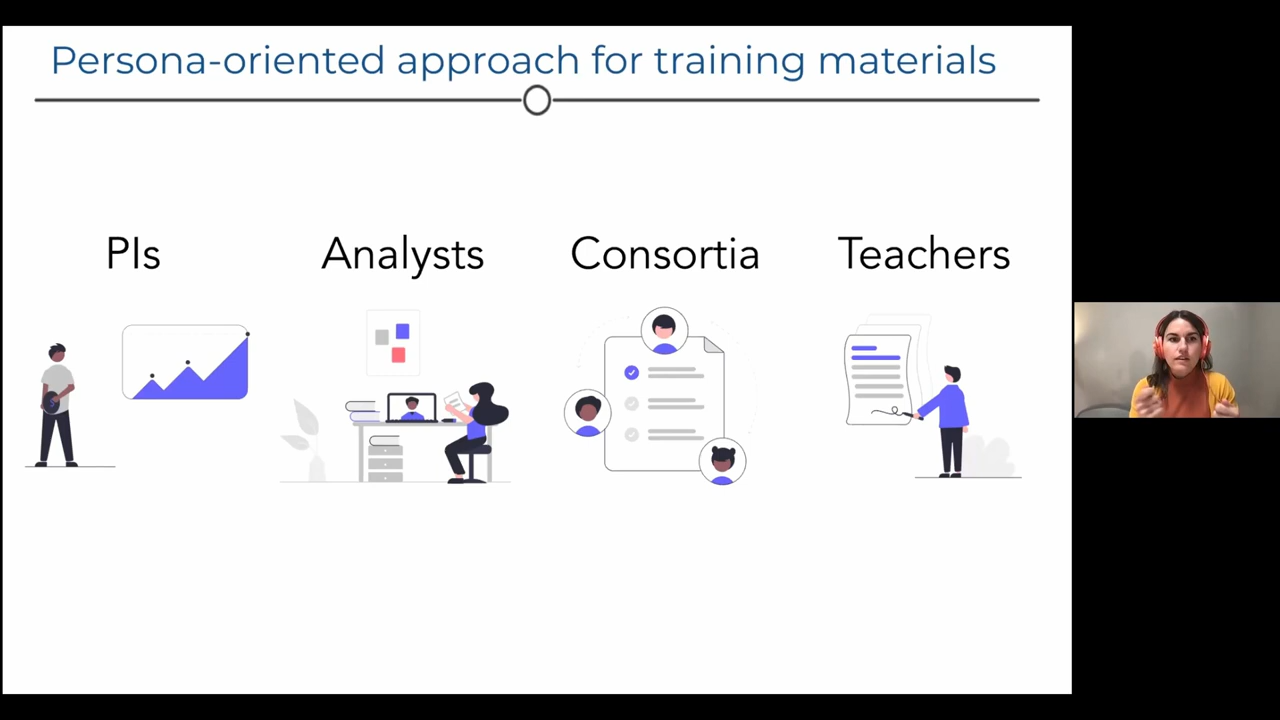 Persona-oriented approach for training materials
PIs
Analysts
Consortia
Teachers